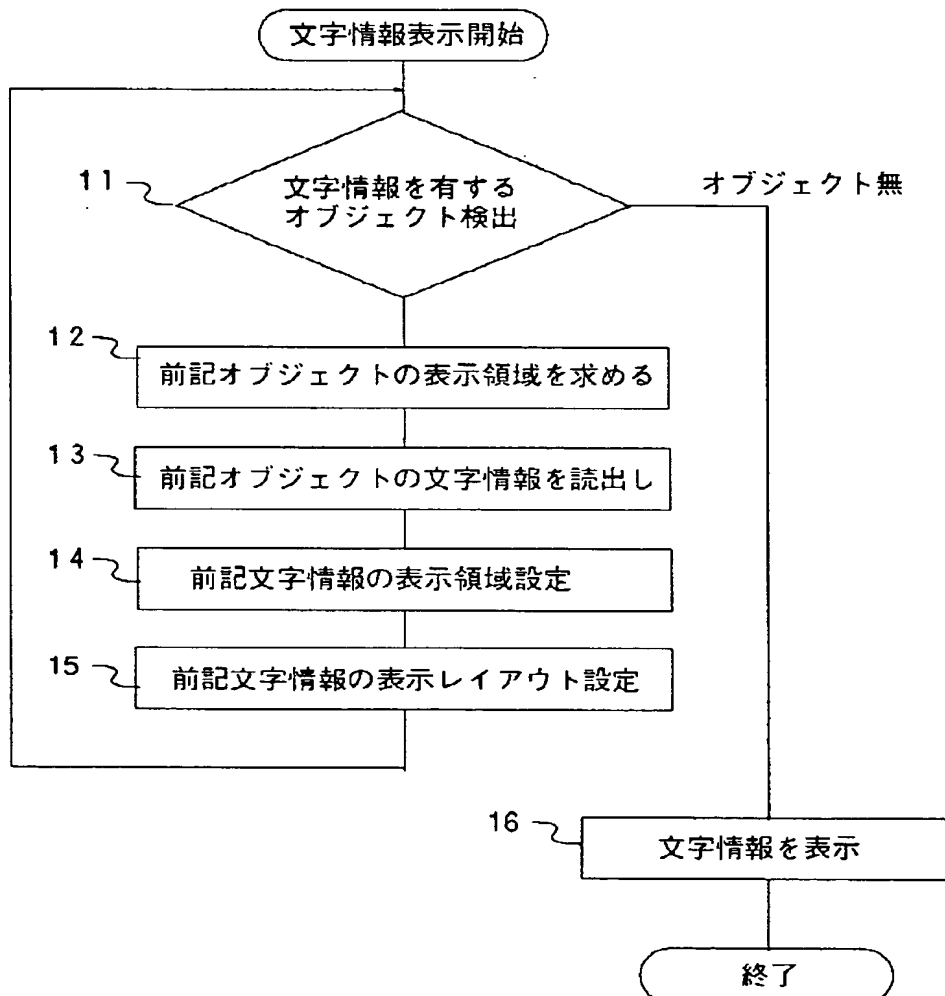 文字情報表示開始
11
文字情報を有する
オブジェクト検出
オブジェクト無
12
前記オブジェクトの表示領域を求める
13
前記オブジェクトの文字情報を読出し
14
前記文字情報の表示領域設定
15
前記文字情報の表示レイアウト設定
16
文字情報を表示
終了